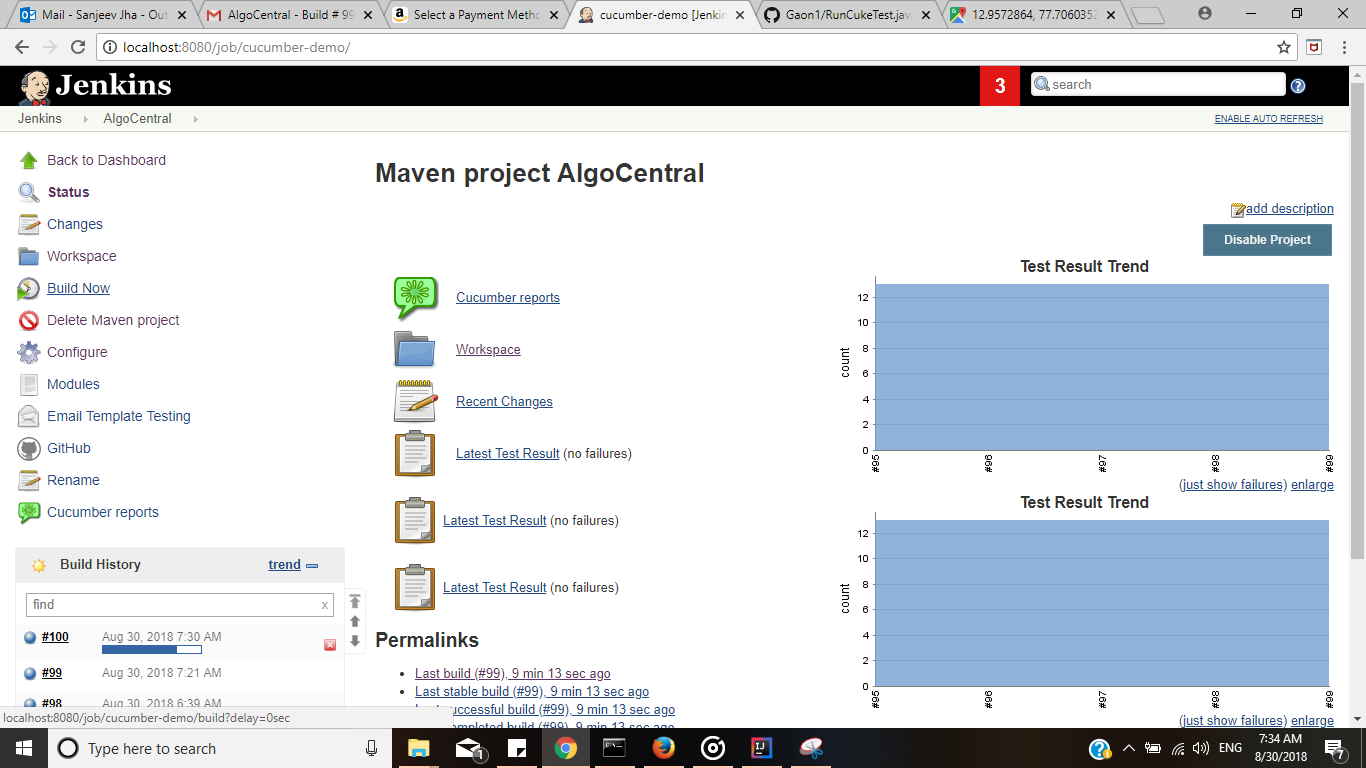 Mail - Sanjeev Jha - Out
AlgoCentral - Build # 99
Select a Payment Metho
cucumber-demo [Jenkin
Gaon1/RunCukeTest.jav
12.9572864, 77.7060352
localhost:8080/job/cucumber-demo/
Jenkins
3
search
Jenkins
AlgoCentral
ENABLE AUTO REFRESH
Back to Dashboard
Status
Changes
Workspace
Build Now
Delete Maven project
Configure
Modules
Email Template Testing
GitHub
Rename
Cucumber reports
Build History
trend
find
x
#100
Aug 30, 2018 7:30 AM
#99
Aug 30, 2018 7:21 AM
#98
Aug 30, 2018 6:39 AM
localhost:8080/job/cucumber-demo/build?delay=0sec
Maven project AlgoCentral
add description
Disable Project
Cucumber reports
Workspace
Recent Changes
Latest Test Result (no failures)
Latest Test Result (no failures)
Latest Test Result (no failures)
Permalinks
Last build (#99), 9 min 13 sec ago
Last stable build (#99), 9 min 13 sec ago
successful build (#99), 9 min 13 sec ago
completed build (#99), 9 min 13 sec ago
Test Result Trend
count
12
10
8
6
4
2
0
#95
#96
#97
#98
#99
(just show failures) enlarge
Test Result Trend
count
12
10
8
6
4
2
0
#95
#96
#97
#98
#99
(just show failures) enlarge
Type here to search
1
ENG
7:34 AM
8/30/2018
7